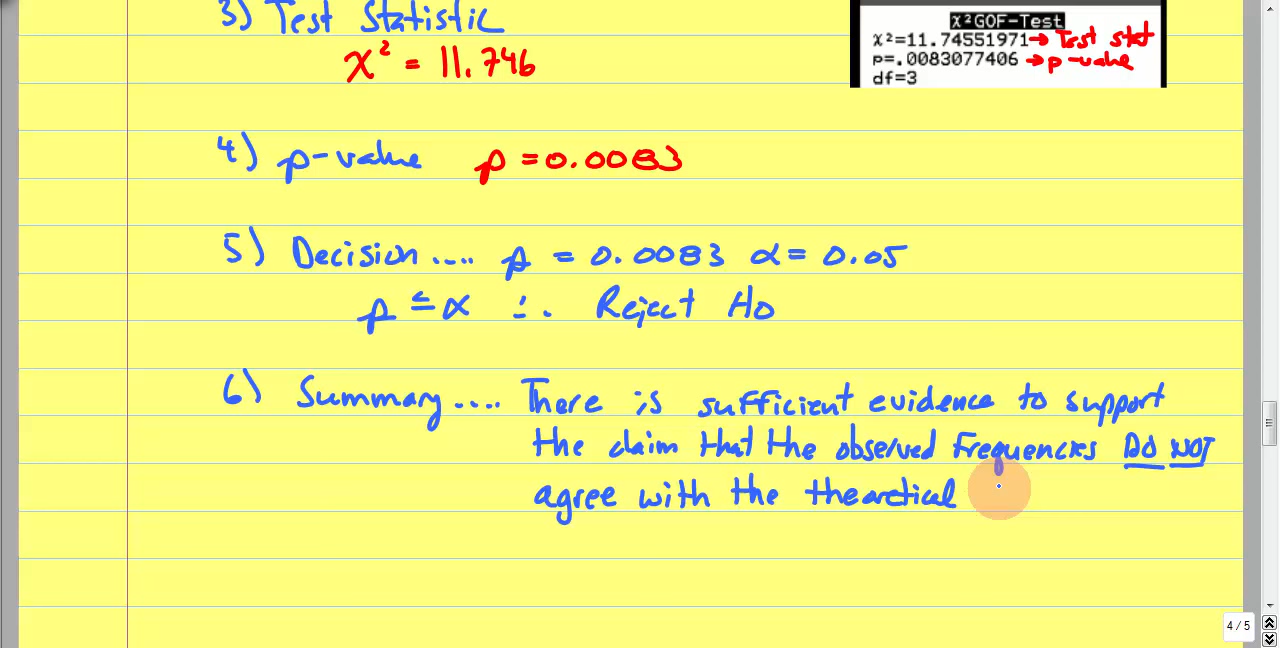 3) Test Statistic
χ² = 11.746
χ²GOF-Test
χ²=11.74551971 → Test stat
p=.0083077406 → p-value
df=3
4) p-value p = 0.0083
5) Decision.... p = 0.0083 α = 0.05
p ≤ α ∴ Reject Ho
6) Summary.... There is sufficient evidence to support
the claim that the observed Frequencies DO NOT
agree with the theoretical
4 / 5